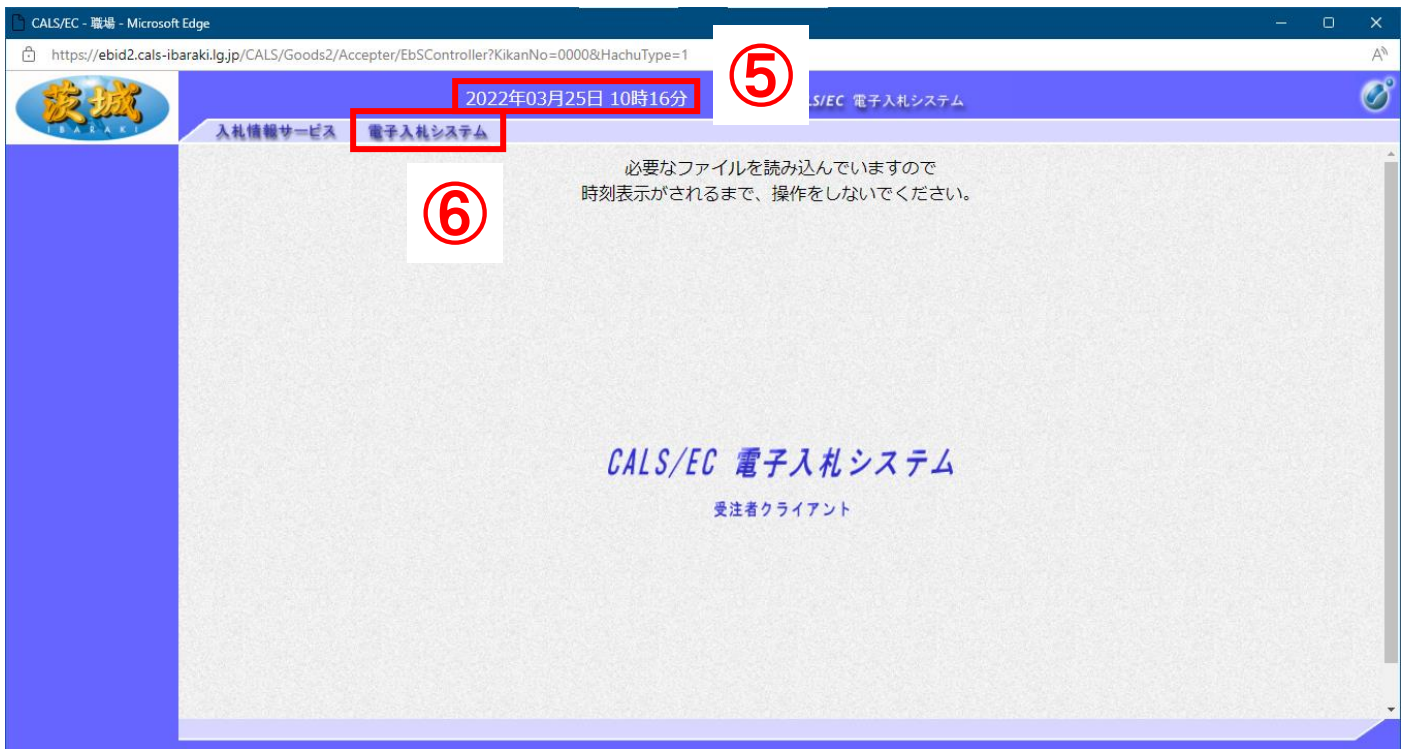 CALS/EC - 職場 - Microsoft Edge
https://ebid2.cals-ibaraki.lg.jp/CALS/Goods2/Accepter/EbSController?KikanNo=0000&HachuType=1
茨城
IBARAKI
2022年03月25日 10時16分
⑤
LS/EC 電子入札システム
入札情報サービス 電子入札システム
⑥
必要なファイルを読み込んでいますので
時刻表示がされるまで、操作をしないでください。
CALS/EC 電子入札システム
受注者クライアント